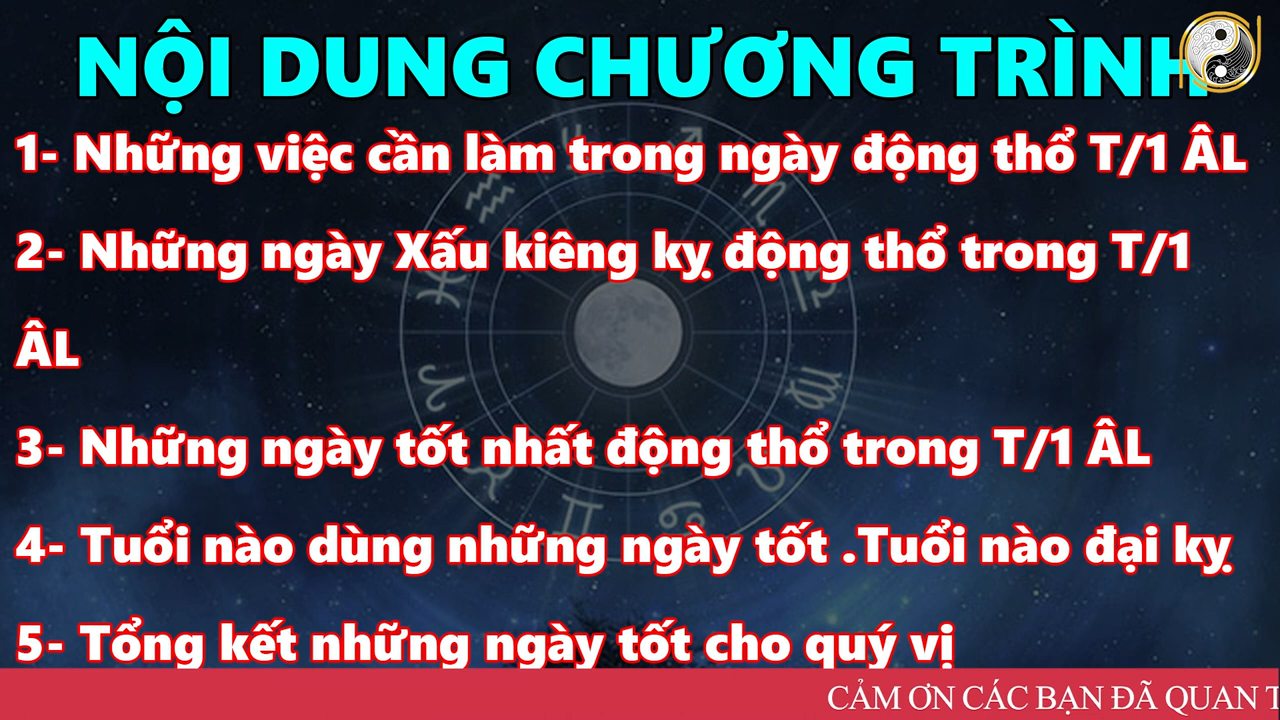 NỘI DUNG CHƯƠNG TRÌNH
1- Những việc cần làm trong ngày động thổ T/1 ÂL
2- Những ngày Xấu kiêng kỵ động thổ trong T/1
ÂL
3- Những ngày tốt nhất động thổ trong T/1 ÂL
4- Tuổi nào dùng những ngày tốt .Tuổi nào đại kỵ
5- Tổng kết những ngày tốt cho quý vị
CẢM ƠN CÁC BẠN ĐÃ QUAN T